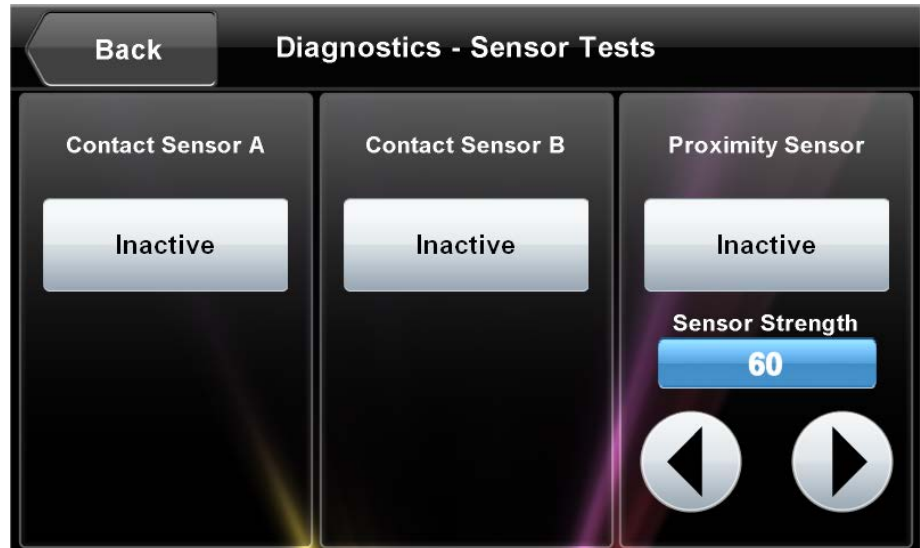 Back
Diagnostics - Sensor Tests
Contact Sensor A
Inactive
Contact Sensor B
Inactive
Proximity Sensor
Inactive
Sensor Strength
60